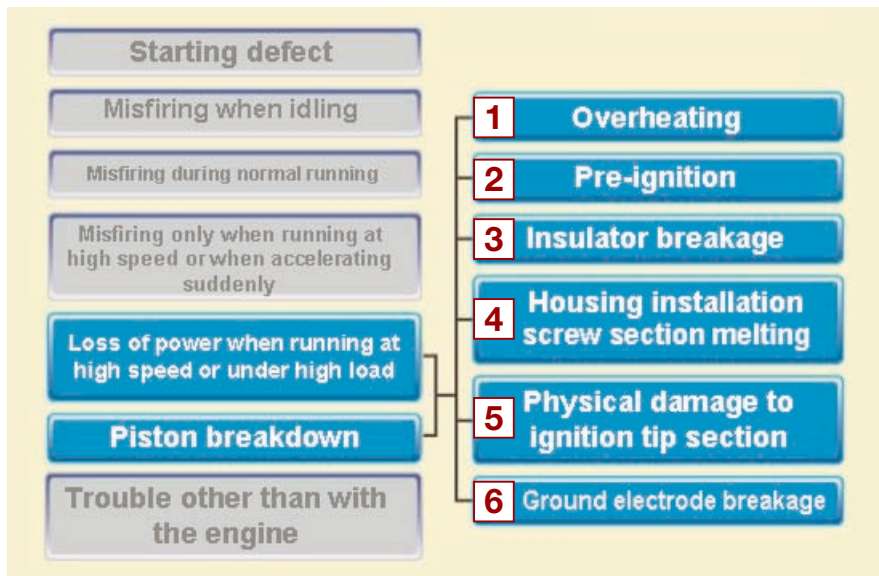 Starting defect
Misfiring when idling
Misfiring during normal running
Misfiring only when running at
high speed or when accelerating
suddenly
Loss of power when running at
high speed or under high load
Piston breakdown
Trouble other than with
the engine
1 Overheating
2 Pre-ignition
3 Insulator breakage
4 Housing installation
screw section melting
5 Physical damage to
ignition tip section
6 Ground electrode breakage